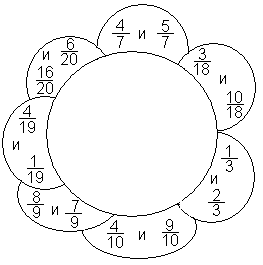 4/7 и 5/7
3/18 и 10/18
1/3 и 2/3
4/10 и 9/10
8/9 и 7/9
4/19 и 1/19
6/20 и 16/20